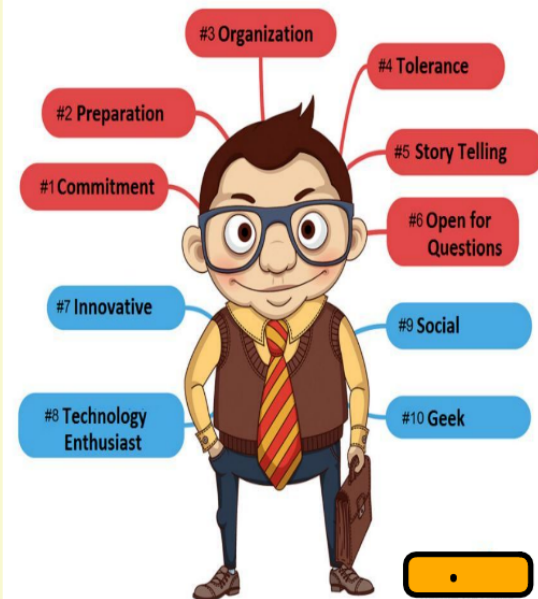 #3 Organization
#4 Tolerance
#2 Preparation
#5 Story Telling
#1 Commitment
#6 Open for
Questions
#7 Innovative
#9 Social
#8 Technology
Enthusiast
#10 Geek
.